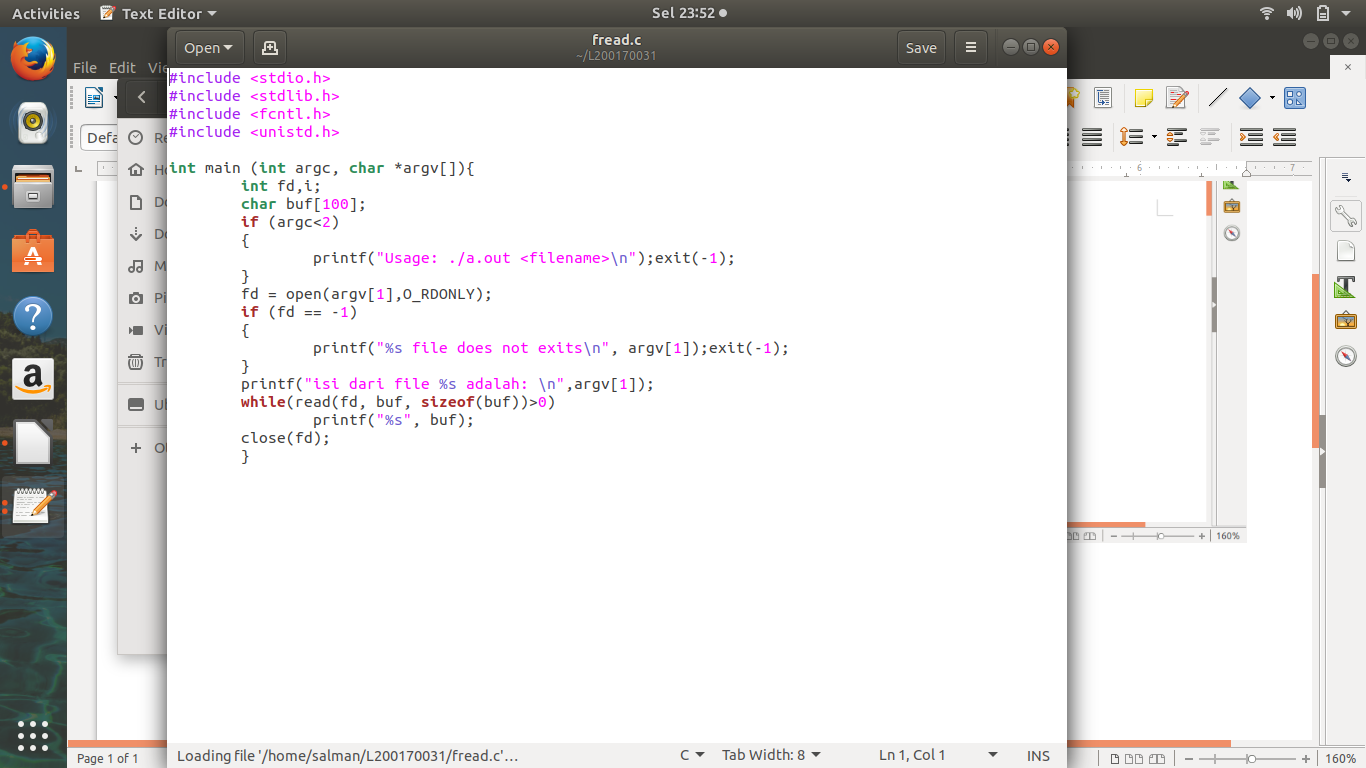 Activities
Text Editor
Sel 23:52
Open
fread.c
~/L200170031
Save
File Edit
#include <stdio.h>
#include <stdlib.h>
#include <fcntl.h>
#include <unistd.h>
int main (int argc, char *argv[]){
int fd,i;
char buf[100];
if (argc<2)
{
printf("Usage: ./a.out <filename>\n");exit(-1);
}
fd = open(argv[1],O_RDONLY);
if (fd == -1)
{
printf("%s file does not exits\n", argv[1]);exit(-1);
}
printf("isi dari file %s adalah: \n",argv[1]);
while(read(fd, buf, sizeof(buf))>0)
printf("%s", buf);
close(fd);
}
6 7
160%
Loading file '/home/salman/L200170031/fread.c'…
C
Tab Width: 8
Ln 1, Col 1
INS
Page 1 of 1
160%